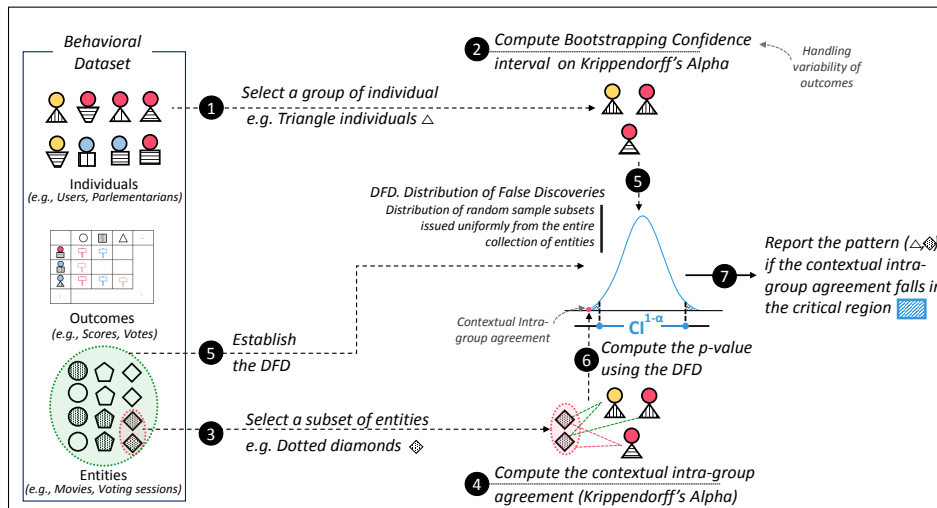 Behavioral
Dataset
Individuals
(e.g., Users, Parlementarians)
Outcomes
(e.g., Scores, Votes)
Entities
(e.g., Movies, Voting sessions)
1
Select a group of individual
e.g. Triangle individuals
2
Compute Bootstrapping Confidence
interval on Krippendorff's Alpha
Handling
variability of
outcomes
5
DFD. Distribution of False Discoveries
Distribution of random sample subsets
issued uniformly from the entire
collection of entities
7
Report the pattern ( , )
if the contextual intra-
group agreement falls in
the critical region
Contextual Intra-
group agreement
CI 1-α
5
Establish
the DFD
6
Compute the p-value
using the DFD
3
Select a subset of entities
e.g. Dotted diamonds
4
Compute the contextual intra-group
agreement (Krippendorff's Alpha)